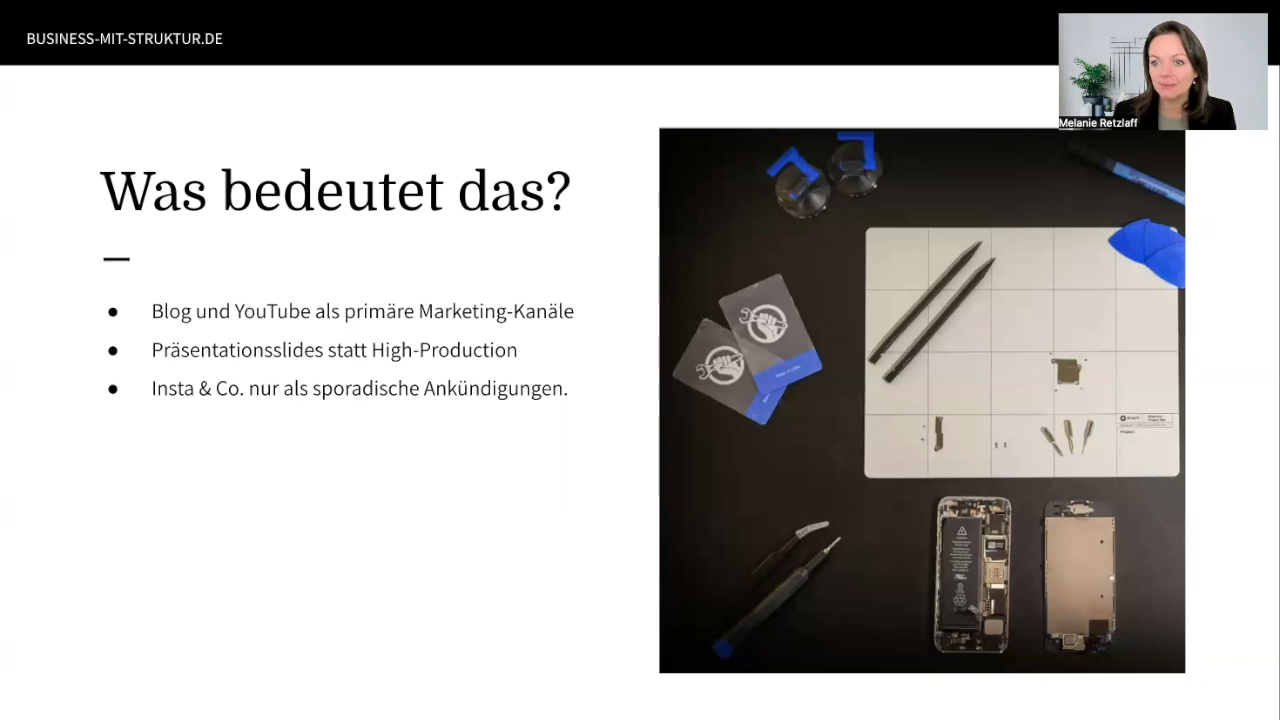 BUSINESS-MIT-STRUKTUR.DE
Melanie Retzlaff
Was bedeutet das?
● Blog und YouTube als primäre Marketing-Kanäle
● Präsentationsslides statt High-Production
● Insta & Co. nur als sporadische Ankündigungen.